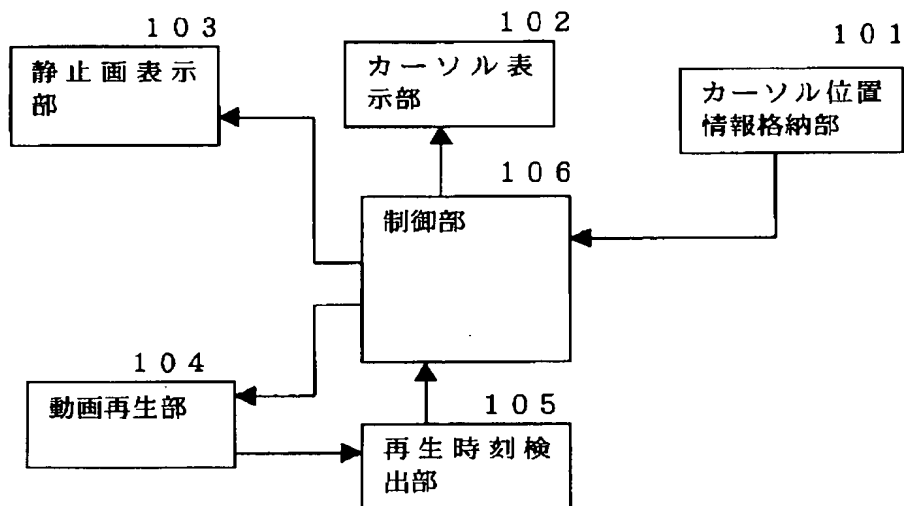 103
静止画表示
部
102
カーソル表
示部
101
カーソル位置
情報格納部
106
制御部
104
動画再生部
105
再生時刻検
出部